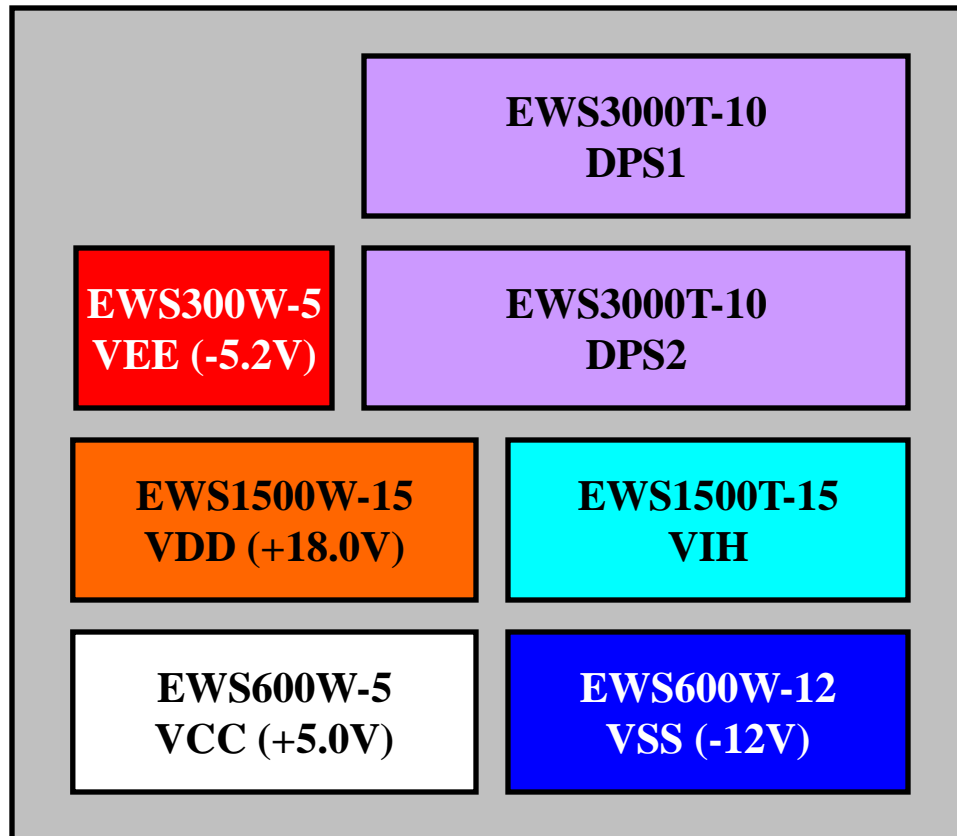 EWS3000T-10
DPS1
EWS300W-5
VEE (-5.2V)
EWS3000T-10
DPS2
EWS1500W-15
VDD (+18.0V)
EWS1500T-15
VIH
EWS600W-5
VCC (+5.0V)
EWS600W-12
VSS (-12V)